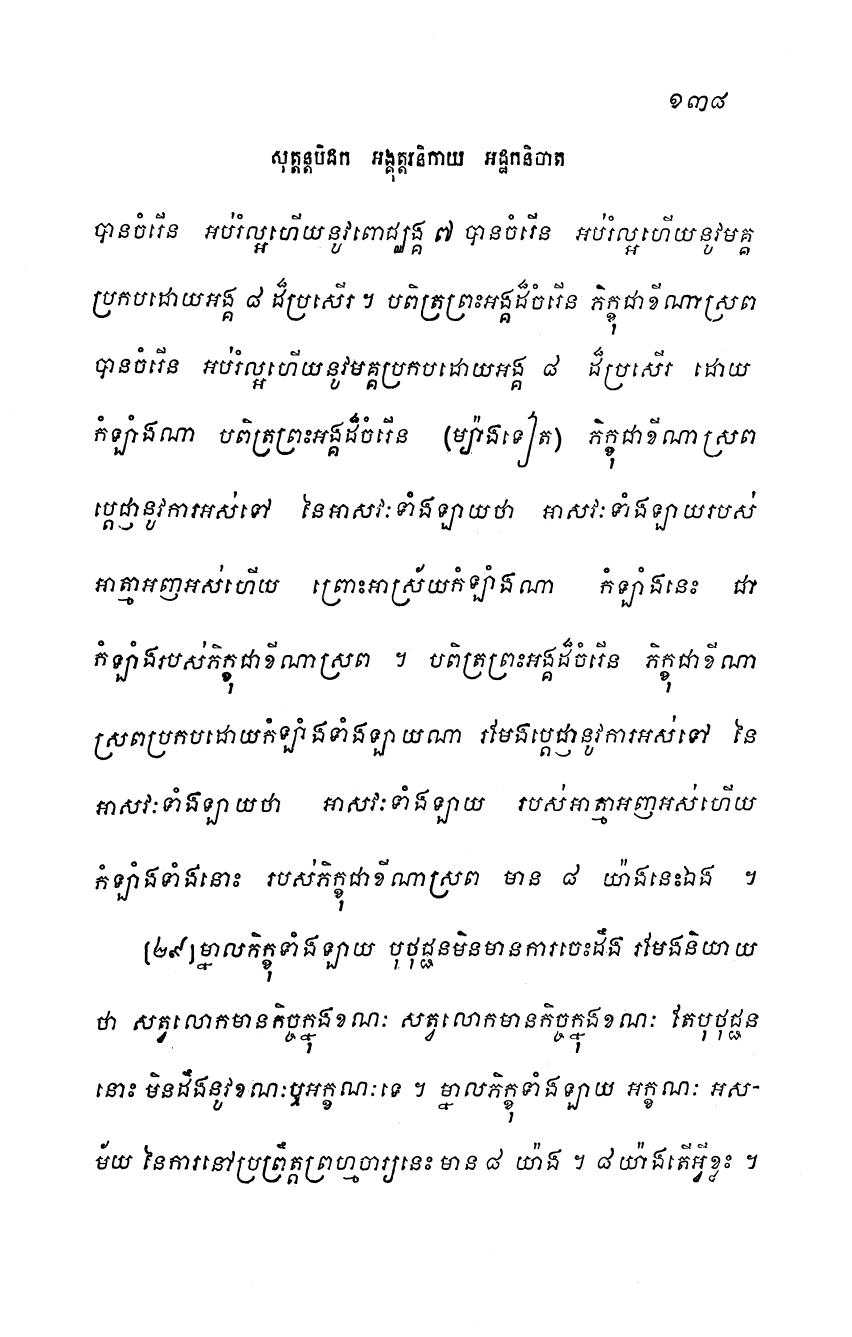 ១៣៨
សុត្តន្តបិដក អង្គុត្តរនិកាយ អដ្ឋកនិបាត
បានចំរើន អប់រំល្អហើយនូវពោជ្ឈង្គ ៧ បានចំរើន អប់រំល្អហើយនូវមគ្គ
ប្រកបដោយអង្គ ៨ ដ៏ប្រសើរ ។ បពិត្រព្រះអង្គដ៏ចំរើន ភិក្ខុជាខីណាស្រព
បានចំរើន អប់រំល្អហើយនូវមគ្គប្រកបដោយអង្គ ៨ ដ៏ប្រសើរ ដោយ
កំឡាំងណា បពិត្រព្រះអង្គដ៏ចំរើន (ម្យ៉ាងទៀត) ភិក្ខុជាខីណាស្រព
ប្តេជ្ញានូវការអស់ទៅ នៃអាសវៈទាំងឡាយថា អាសវៈទាំងឡាយរបស់
អាត្មាអញអស់ហើយ ព្រោះអាស្រ័យកំឡាំងណា កំឡាំងនេះ ជា
កំឡាំងរបស់ភិក្ខុជាខីណាស្រព ។ បពិត្រព្រះអង្គដ៏ចំរើន ភិក្ខុជាខីណា
ស្រពប្រកបដោយកំឡាំងទាំងឡាយណា រមែងប្តេជ្ញានូវការអស់ទៅ នៃ
អាសវៈទាំងឡាយថា អាសវៈទាំងឡាយ របស់អាត្មាអញអស់ហើយ
កំឡាំងទាំងនោះ របស់ភិក្ខុជាខីណាស្រព មាន ៨ យ៉ាងនេះឯង ។
[២៩] ម្នាលភិក្ខុទាំងឡាយ បុថុជ្ជនមិនមានការចេះដឹង រមែងនិយាយ
ថា សត្វលោកមានកិច្ចក្នុងខណៈ សត្វលោកមានកិច្ចក្នុងខណៈ តែបុថុជ្ជន
នោះ មិនដឹងនូវខណៈឬអក្ខណៈទេ ។ ម្នាលភិក្ខុទាំងឡាយ អក្ខណៈ អស-
ម័យ នៃការនៅប្រព្រឹត្តព្រហ្មចារ្យនេះ មាន ៨ យ៉ាង ។ ៨ យ៉ាងតើអ្វីខ្លះ ។